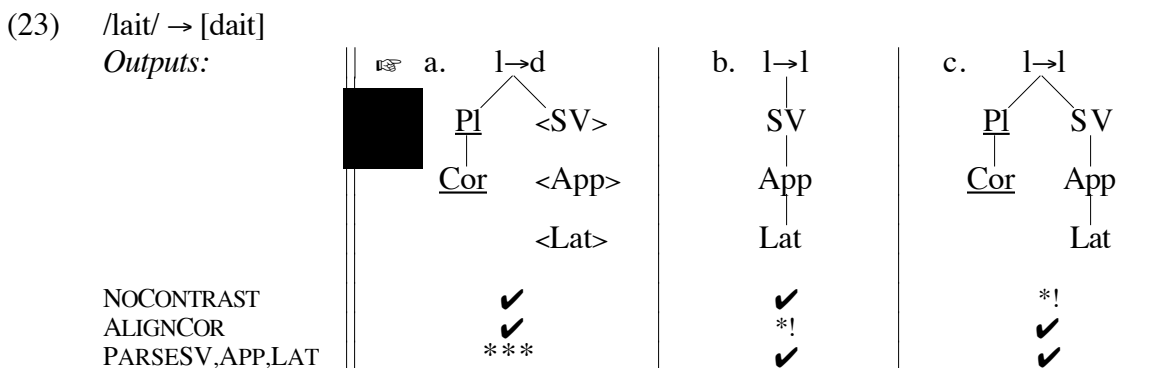 (23) /lait/ → [dait]
Outputs: ☞ a. l→d b. l→l c. l→l
Pl <SV> SV Pl SV
Cor <App> App Cor App
<Lat> Lat Lat
NOCONTRAST ✔ ✔ *!
ALIGNCOR ✔ *! ✔
PARSESV,APP,LAT *** ✔ ✔